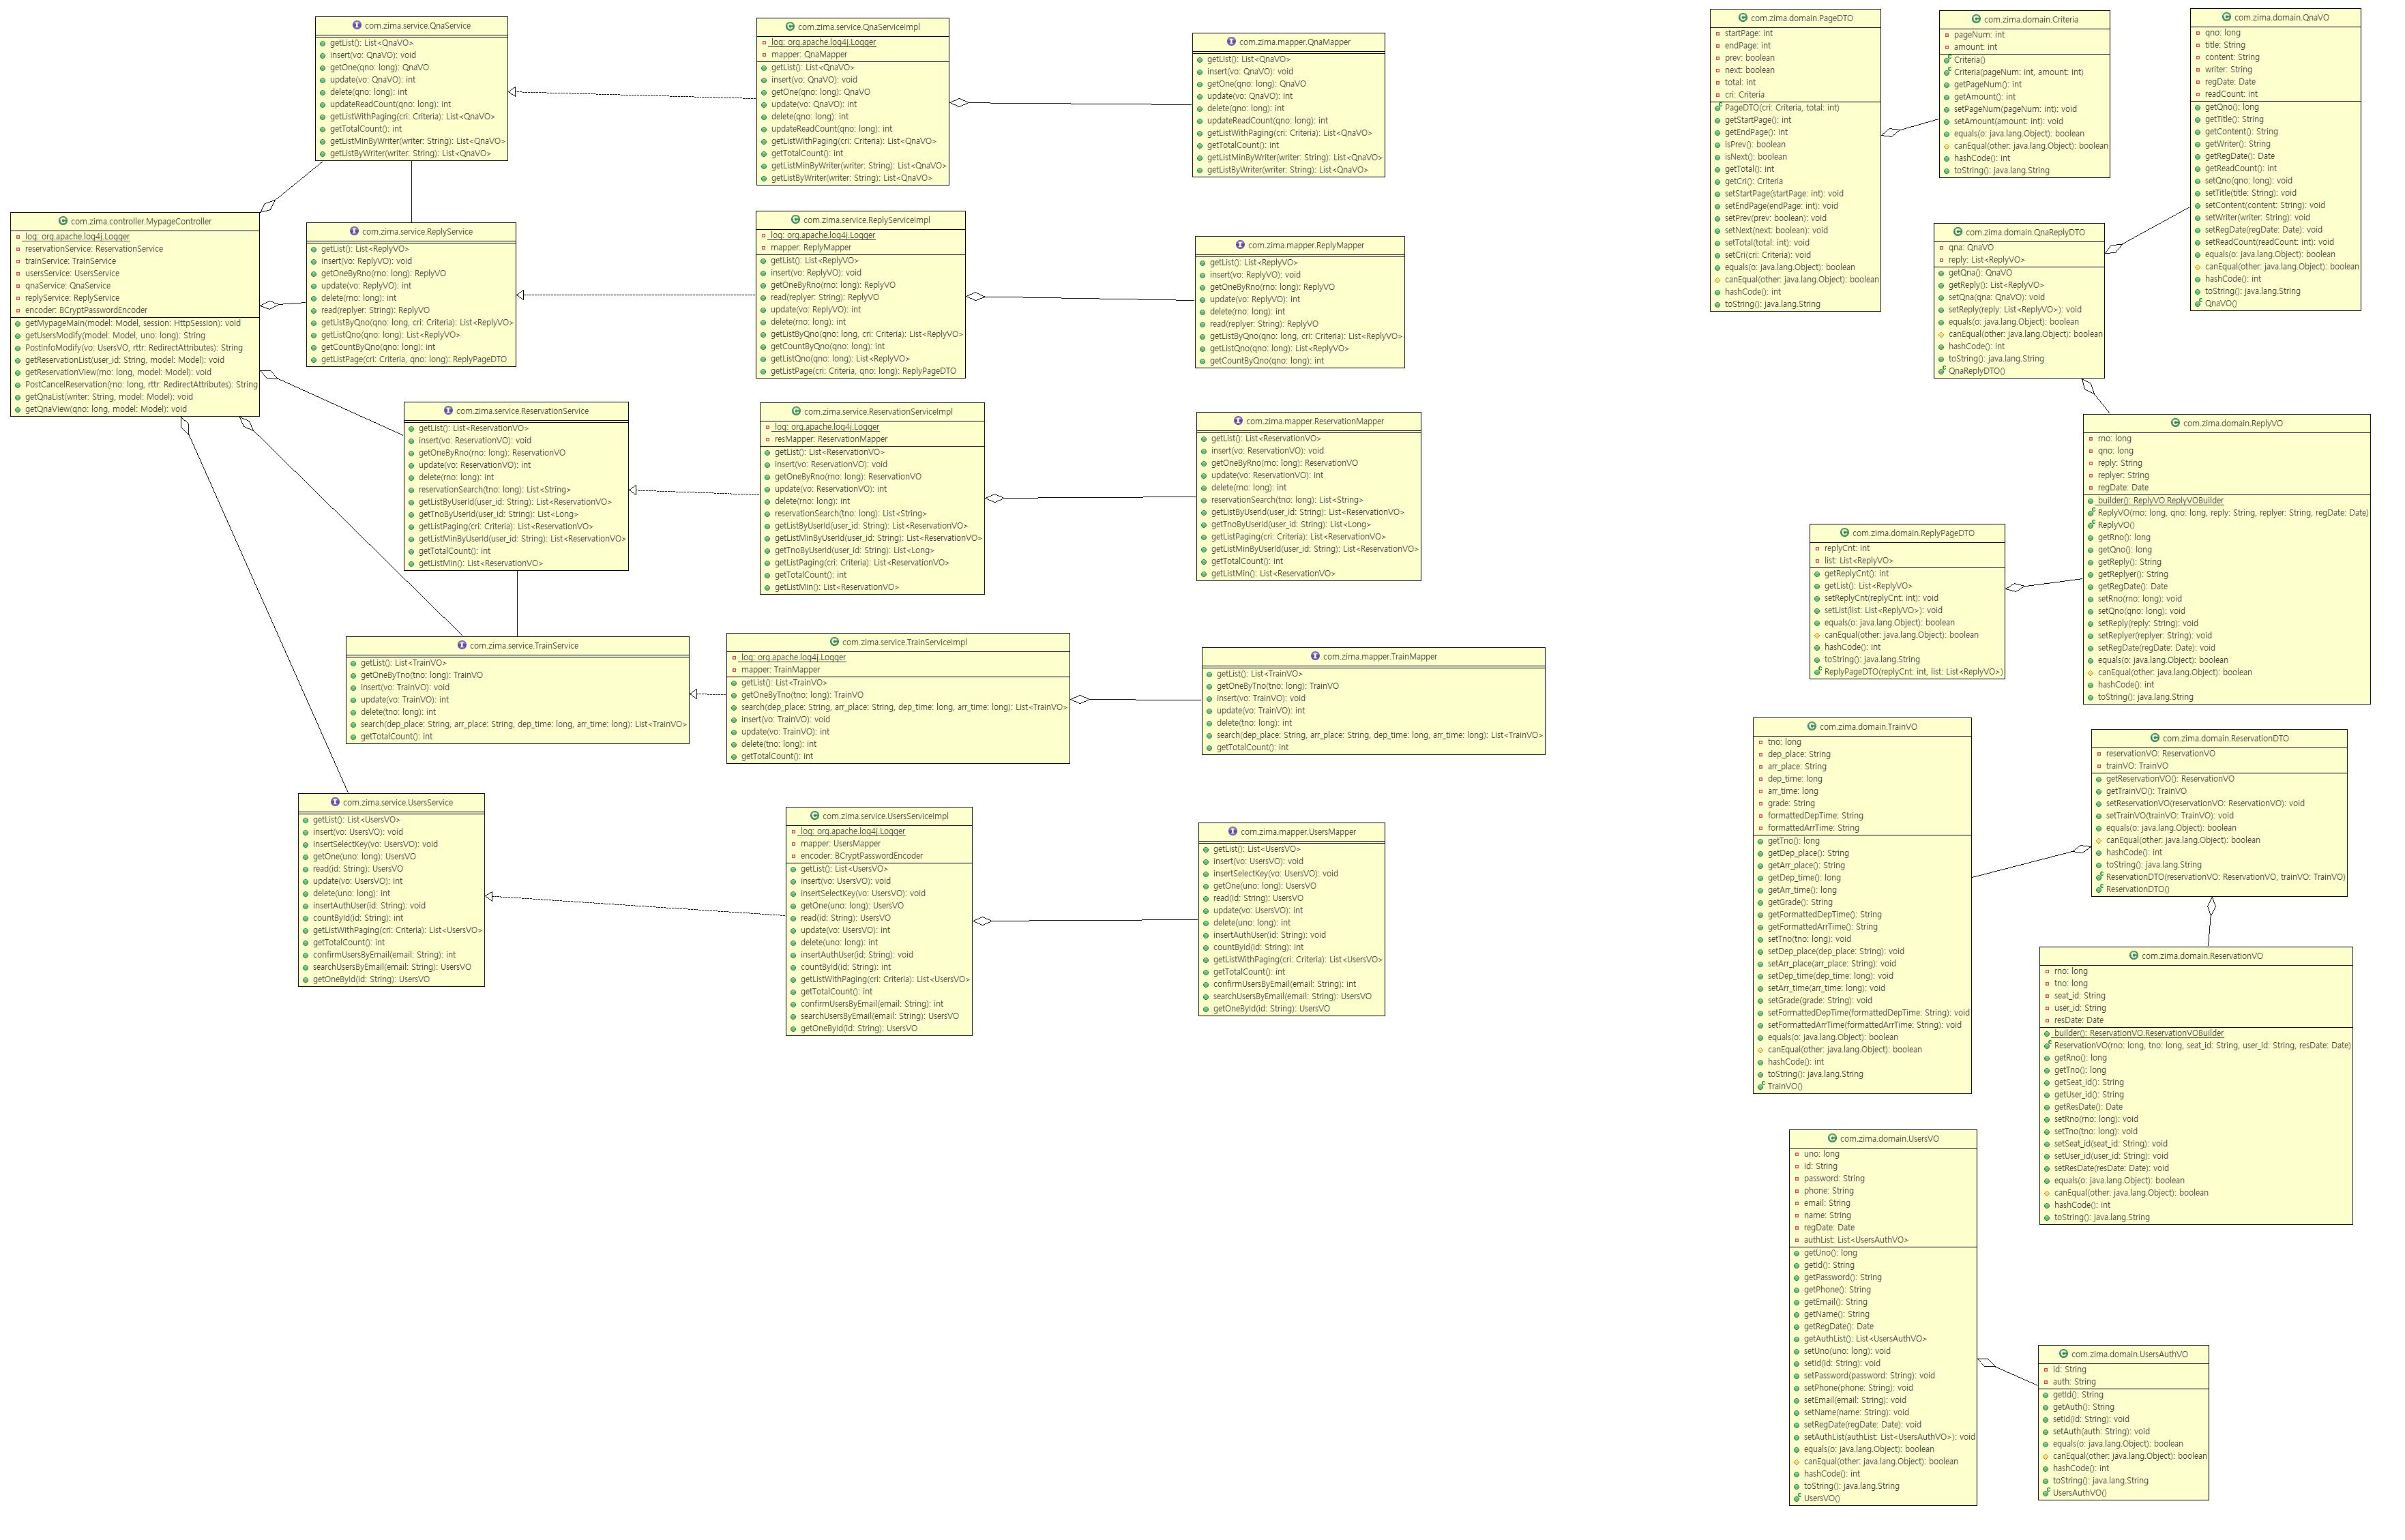 com.zima.service.QnaService
getList(): List<QnaVO>
insert(vo: QnaVO): void
getOne(qno: long): QnaVO
update(vo: QnaVO): int
delete(qno: long): int
updateReadCount(qno: long): int
getListWithPaging(cri: Criteria): List<QnaVO>
getTotalCount(): int
getListMinByWriter(writer: String): List<QnaVO>
getListByWriter(writer: String): List<QnaVO>
com.zima.service.QnaServiceImpl
log: org.apache.log4j.Logger
mapper: QnaMapper
getList(): List<QnaVO>
insert(vo: QnaVO): void
getOne(qno: long): QnaVO
update(vo: QnaVO): int
delete(qno: long): int
updateReadCount(qno: long): int
getListWithPaging(cri: Criteria): List<QnaVO>
getTotalCount(): int
getListMinByWriter(writer: String): List<QnaVO>
getListByWriter(writer: String): List<QnaVO>
com.zima.mapper.QnaMapper
getList(): List<QnaVO>
insert(vo: QnaVO): void
getOne(qno: long): QnaVO
update(vo: QnaVO): int
delete(qno: long): int
updateReadCount(qno: long): int
getListWithPaging(cri: Criteria): List<QnaVO>
getTotalCount(): int
getListMinByWriter(writer: String): List<QnaVO>
getListByWriter(writer: String): List<QnaVO>
com.zima.controller.MypageController
log: org.apache.log4j.Logger
reservationService: ReservationService
trainService: TrainService
usersService: UsersService
qnaService: QnaService
replyService: ReplyService
encoder: BCryptPasswordEncoder
getMypageMain(model: Model, session: HttpSession): void
getUsersModify(model: Model, uno: long): String
PostInfoModify(vo: UsersVO, rttr: RedirectAttributes): String
getReservationList(user_id: String, model: Model): void
getReservationView(rno: long, model: Model): void
PostCancelReservation(rno: long, rttr: RedirectAttributes): String
getQnaList(writer: String, model: Model): void
getQnaView(qno: long, model: Model): void
com.zima.service.ReplyService
getList(): List<ReplyVO>
insert(vo: ReplyVO): void
getOneByRno(rno: long): ReplyVO
update(vo: ReplyVO): int
delete(rno: long): int
read(replyer: String): ReplyVO
getListByQno(qno: long, cri: Criteria): List<ReplyVO>
getListQno(qno: long): List<ReplyVO>
getCountByQno(qno: long): int
getListPage(cri: Criteria, qno: long): ReplyPageDTO
com.zima.service.ReplyServiceImpl
log: org.apache.log4j.Logger
mapper: ReplyMapper
getList(): List<ReplyVO>
insert(vo: ReplyVO): void
getOneByRno(rno: long): ReplyVO
read(replyer: String): ReplyVO
update(vo: ReplyVO): int
delete(rno: long): int
getListByQno(qno: long, cri: Criteria): List<ReplyVO>
getCountByQno(qno: long): int
getListQno(qno: long): List<ReplyVO>
getListPage(cri: Criteria, qno: long): ReplyPageDTO
com.zima.mapper.ReplyMapper
getList(): List<ReplyVO>
insert(vo: ReplyVO): void
getOneByRno(rno: long): ReplyVO
update(vo: ReplyVO): int
delete(rno: long): int
read(replyer: String): ReplyVO
getListByQno(qno: long, cri: Criteria): List<ReplyVO>
getListQno(qno: long): List<ReplyVO>
getCountByQno(qno: long): int
com.zima.service.ReservationService
getList(): List<ReservationVO>
insert(vo: ReservationVO): void
getOneByRno(rno: long): ReservationVO
update(vo: ReservationVO): int
delete(rno: long): int
reservationSearch(tno: long): List<String>
getListByUserId(user_id: String): List<ReservationVO>
getTnoByUserId(user_id: String): List<Long>
getListPaging(cri: Criteria): List<ReservationVO>
getListMinByUserId(user_id: String): List<ReservationVO>
getTotalCount(): int
getListMin(): List<ReservationVO>
com.zima.service.ReservationServiceImpl
log: org.apache.log4j.Logger
resMapper: ReservationMapper
getList(): List<ReservationVO>
insert(vo: ReservationVO): void
getOneByRno(rno: long): ReservationVO
update(vo: ReservationVO): int
delete(rno: long): int
reservationSearch(tno: long): List<String>
getListByUserId(user_id: String): List<ReservationVO>
getListMinByUserId(user_id: String): List<ReservationVO>
getTnoByUserId(user_id: String): List<Long>
getListPaging(cri: Criteria): List<ReservationVO>
getTotalCount(): int
getListMin(): List<ReservationVO>
com.zima.mapper.ReservationMapper
getList(): List<ReservationVO>
insert(vo: ReservationVO): void
getOneByRno(rno: long): ReservationVO
update(vo: ReservationVO): int
delete(rno: long): int
reservationSearch(tno: long): List<String>
getListByUserId(user_id: String): List<ReservationVO>
getTnoByUserId(user_id: String): List<Long>
getListPaging(cri: Criteria): List<ReservationVO>
getListMinByUserId(user_id: String): List<ReservationVO>
getTotalCount(): int
getListMin(): List<ReservationVO>
com.zima.service.TrainService
getList(): List<TrainVO>
getOneByTno(tno: long): TrainVO
insert(vo: TrainVO): void
update(vo: TrainVO): int
delete(tno: long): int
search(dep_place: String, arr_place: String, dep_time: long, arr_time: long): List<TrainVO>
getTotalCount(): int
com.zima.service.TrainServiceImpl
log: org.apache.log4j.Logger
mapper: TrainMapper
getList(): List<TrainVO>
getOneByTno(tno: long): TrainVO
search(dep_place: String, arr_place: String, dep_time: long, arr_time: long): List<TrainVO>
insert(vo: TrainVO): void
update(vo: TrainVO): int
delete(tno: long): int
getTotalCount(): int
com.zima.mapper.TrainMapper
getList(): List<TrainVO>
getOneByTno(tno: long): TrainVO
insert(vo: TrainVO): void
update(vo: TrainVO): int
delete(tno: long): int
search(dep_place: String, arr_place: String, dep_time: long, arr_time: long): List<TrainVO>
getTotalCount(): int
com.zima.service.UsersService
getList(): List<UsersVO>
insert(vo: UsersVO): void
insertSelectKey(vo: UsersVO): void
getOne(uno: long): UsersVO
read(id: String): UsersVO
update(vo: UsersVO): int
delete(uno: long): int
insertAuthUser(id: String): void
countById(id: String): int
getListWithPaging(cri: Criteria): List<UsersVO>
getTotalCount(): int
confirmUsersByEmail(email: String): int
searchUsersByEmail(email: String): UsersVO
getOneById(id: String): UsersVO
com.zima.service.UsersServiceImpl
log: org.apache.log4j.Logger
mapper: UsersMapper
encoder: BCryptPasswordEncoder
getList(): List<UsersVO>
insert(vo: UsersVO): void
insertSelectKey(vo: UsersVO): void
getOne(uno: long): UsersVO
read(id: String): UsersVO
update(vo: UsersVO): int
delete(uno: long): int
insertAuthUser(id: String): void
countById(id: String): int
getListWithPaging(cri: Criteria): List<UsersVO>
getTotalCount(): int
confirmUsersByEmail(email: String): int
searchUsersByEmail(email: String): UsersVO
getOneById(id: String): UsersVO
com.zima.mapper.UsersMapper
getList(): List<UsersVO>
insert(vo: UsersVO): void
insertSelectKey(vo: UsersVO): void
getOne(uno: long): UsersVO
read(id: String): UsersVO
update(vo: UsersVO): int
delete(uno: long): int
insertAuthUser(id: String): void
countById(id: String): int
getListWithPaging(cri: Criteria): List<UsersVO>
getTotalCount(): int
confirmUsersByEmail(email: String): int
searchUsersByEmail(email: String): UsersVO
getOneById(id: String): UsersVO
com.zima.domain.PageDTO
startPage: int
endPage: int
prev: boolean
next: boolean
total: int
cri: Criteria
PageDTO(cri: Criteria, total: int)
getStartPage(): int
getEndPage(): int
isPrev(): boolean
isNext(): boolean
getTotal(): int
getCri(): Criteria
setStartPage(startPage: int): void
setEndPage(endPage: int): void
setPrev(prev: boolean): void
setNext(next: boolean): void
setTotal(total: int): void
setCri(cri: Criteria): void
equals(o: java.lang.Object): boolean
canEqual(other: java.lang.Object): boolean
hashCode(): int
toString(): java.lang.String
com.zima.domain.Criteria
pageNum: int
amount: int
Criteria()
Criteria(pageNum: int, amount: int)
getPageNum(): int
getAmount(): int
setPageNum(pageNum: int): void
setAmount(amount: int): void
equals(o: java.lang.Object): boolean
canEqual(other: java.lang.Object): boolean
hashCode(): int
toString(): java.lang.String
com.zima.domain.QnaVO
qno: long
title: String
content: String
writer: String
regDate: Date
readCount: int
getQno(): long
getTitle(): String
getContent(): String
getWriter(): String
getRegDate(): Date
getReadCount(): int
setQno(qno: long): void
setTitle(title: String): void
setContent(content: String): void
setWriter(writer: String): void
setRegDate(regDate: Date): void
setReadCount(readCount: int): void
equals(o: java.lang.Object): boolean
canEqual(other: java.lang.Object): boolean
hashCode(): int
toString(): java.lang.String
QnaVO()
com.zima.domain.QnaReplyDTO
qna: QnaVO
reply: List<ReplyVO>
getQna(): QnaVO
getReply(): List<ReplyVO>
setQna(qna: QnaVO): void
setReply(reply: List<ReplyVO>): void
equals(o: java.lang.Object): boolean
canEqual(other: java.lang.Object): boolean
hashCode(): int
toString(): java.lang.String
QnaReplyDTO()
com.zima.domain.ReplyVO
rno: long
qno: long
reply: String
replyer: String
regDate: Date
builder(): ReplyVO.ReplyVOBuilder
ReplyVO(rno: long, qno: long, reply: String, replyer: String, regDate: Date)
ReplyVO()
getRno(): long
getQno(): long
getReply(): String
getReplyer(): String
getRegDate(): Date
setRno(rno: long): void
setQno(qno: long): void
setReply(reply: String): void
setReplyer(replyer: String): void
setRegDate(regDate: Date): void
equals(o: java.lang.Object): boolean
canEqual(other: java.lang.Object): boolean
hashCode(): int
toString(): java.lang.String
com.zima.domain.ReplyPageDTO
replyCnt: int
list: List<ReplyVO>
getReplyCnt(): int
getList(): List<ReplyVO>
setReplyCnt(replyCnt: int): void
setList(list: List<ReplyVO>): void
equals(o: java.lang.Object): boolean
canEqual(other: java.lang.Object): boolean
hashCode(): int
toString(): java.lang.String
ReplyPageDTO(replyCnt: int, list: List<ReplyVO>)
com.zima.domain.TrainVO
tno: long
dep_place: String
arr_place: String
dep_time: long
arr_time: long
grade: String
formattedDepTime: String
formattedArrTime: String
getTno(): long
getDep_place(): String
getArr_place(): String
getDep_time(): long
getArr_time(): long
getGrade(): String
getFormattedDepTime(): String
getFormattedArrTime(): String
setTno(tno: long): void
setDep_place(dep_place: String): void
setArr_place(arr_place: String): void
setDep_time(dep_time: long): void
setArr_time(arr_time: long): void
setGrade(grade: String): void
setFormattedDepTime(formattedDepTime: String): void
setFormattedArrTime(formattedArrTime: String): void
equals(o: java.lang.Object): boolean
canEqual(other: java.lang.Object): boolean
hashCode(): int
toString(): java.lang.String
TrainVO()
com.zima.domain.ReservationDTO
reservationVO: ReservationVO
trainVO: TrainVO
getReservationVO(): ReservationVO
getTrainVO(): TrainVO
setReservationVO(reservationVO: ReservationVO): void
setTrainVO(trainVO: TrainVO): void
equals(o: java.lang.Object): boolean
canEqual(other: java.lang.Object): boolean
hashCode(): int
toString(): java.lang.String
ReservationDTO(reservationVO: ReservationVO, trainVO: TrainVO)
ReservationDTO()
com.zima.domain.ReservationVO
rno: long
tno: long
seat_id: String
user_id: String
resDate: Date
builder(): ReservationVO.ReservationVOBuilder
ReservationVO(rno: long, tno: long, seat_id: String, user_id: String, resDate: Date)
getRno(): long
getTno(): long
getSeat_id(): String
getUser_id(): String
getResDate(): Date
setRno(rno: long): void
setTno(tno: long): void
setSeat_id(seat_id: String): void
setUser_id(user_id: String): void
setResDate(resDate: Date): void
equals(o: java.lang.Object): boolean
canEqual(other: java.lang.Object): boolean
hashCode(): int
toString(): java.lang.String
com.zima.domain.UsersVO
uno: long
id: String
password: String
phone: String
email: String
name: String
regDate: Date
authList: List<UsersAuthVO>
getUno(): long
getId(): String
getPassword(): String
getPhone(): String
getEmail(): String
getName(): String
getRegDate(): Date
getAuthList(): List<UsersAuthVO>
setUno(uno: long): void
setId(id: String): void
setPassword(password: String): void
setPhone(phone: String): void
setEmail(email: String): void
setName(name: String): void
setRegDate(regDate: Date): void
setAuthList(authList: List<UsersAuthVO>): void
equals(o: java.lang.Object): boolean
canEqual(other: java.lang.Object): boolean
hashCode(): int
toString(): java.lang.String
UsersVO()
com.zima.domain.UsersAuthVO
id: String
auth: String
getId(): String
getAuth(): String
setId(id: String): void
setAuth(auth: String): void
equals(o: java.lang.Object): boolean
canEqual(other: java.lang.Object): boolean
hashCode(): int
toString(): java.lang.String
UsersAuthVO()